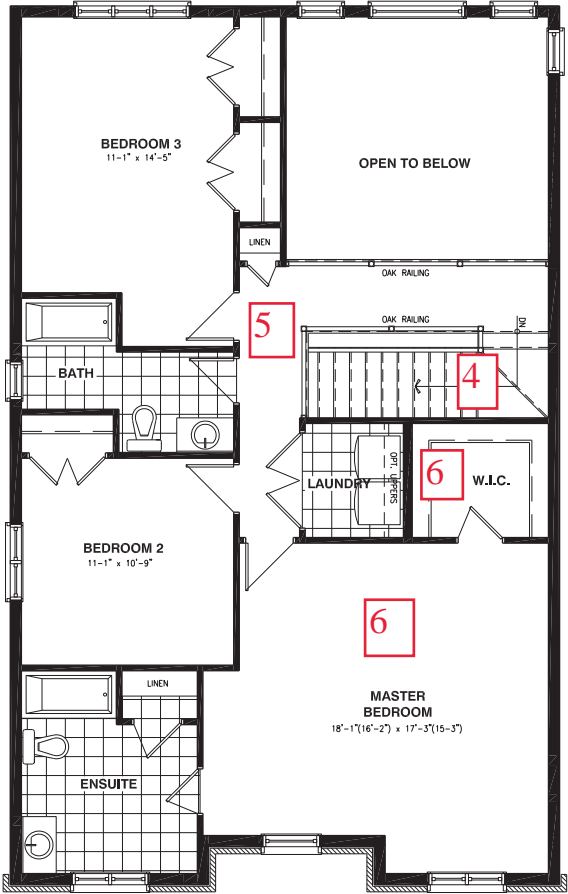 BEDROOM 3
11'-1" x 14'-5"
OPEN TO BELOW
LINEN
OAK RAILING
OAK RAILING
DN
5
4
BATH
LAUNDRY
OPT. UPPERS
6
W.I.C.
BEDROOM 2
11'-1" x 10'-9"
6
MASTER
BEDROOM
18'-1"(16'-2") x 17'-3"(15-3")
LINEN
ENSUITE